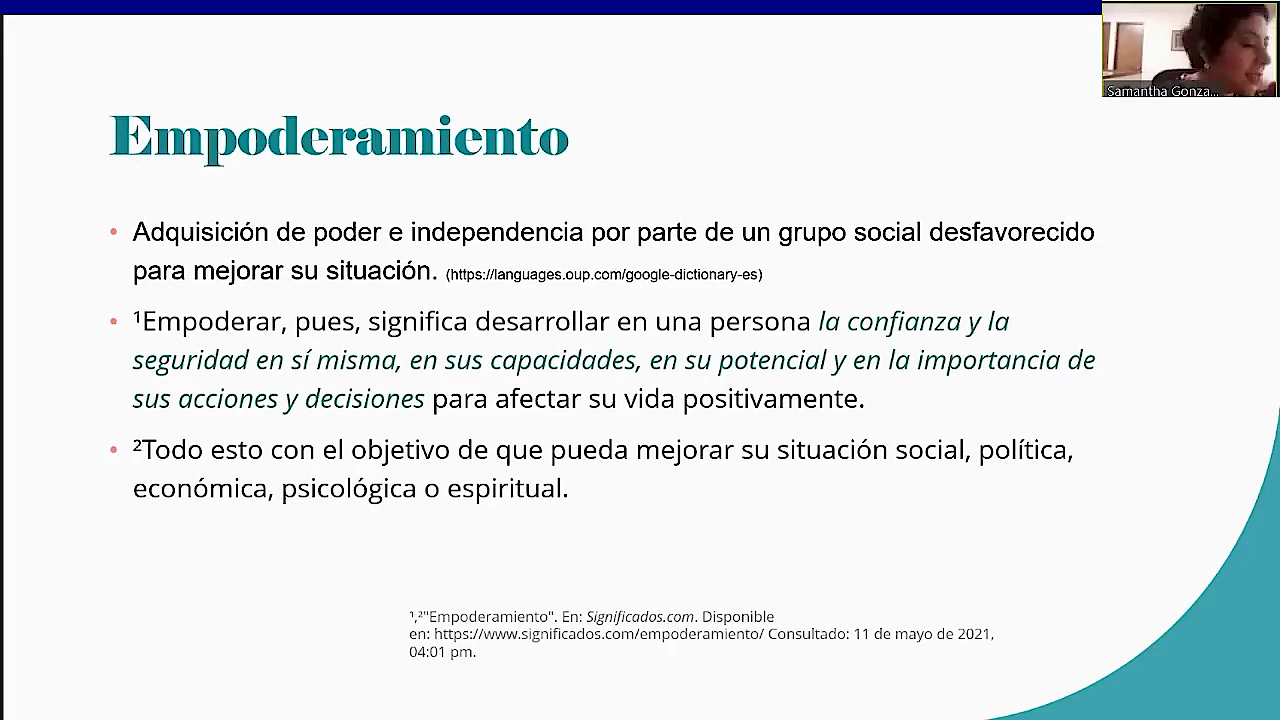 Samantha Gonza...
Empoderamiento
• Adquisición de poder e independencia por parte de un grupo social desfavorecido
para mejorar su situación. (https://languages.oup.com/google-dictionary-es)
• ¹Empoderar, pues, significa desarrollar en una persona la confianza y la
seguridad en sí misma, en sus capacidades, en su potencial y en la importancia de
sus acciones y decisiones para afectar su vida positivamente.
• ²Todo esto con el objetivo de que pueda mejorar su situación social, política,
económica, psicológica o espiritual.
¹,²"Empoderamiento". En: Significados.com. Disponible
en: https://www.significados.com/empoderamiento/ Consultado: 11 de mayo de 2021,
04:01 pm.